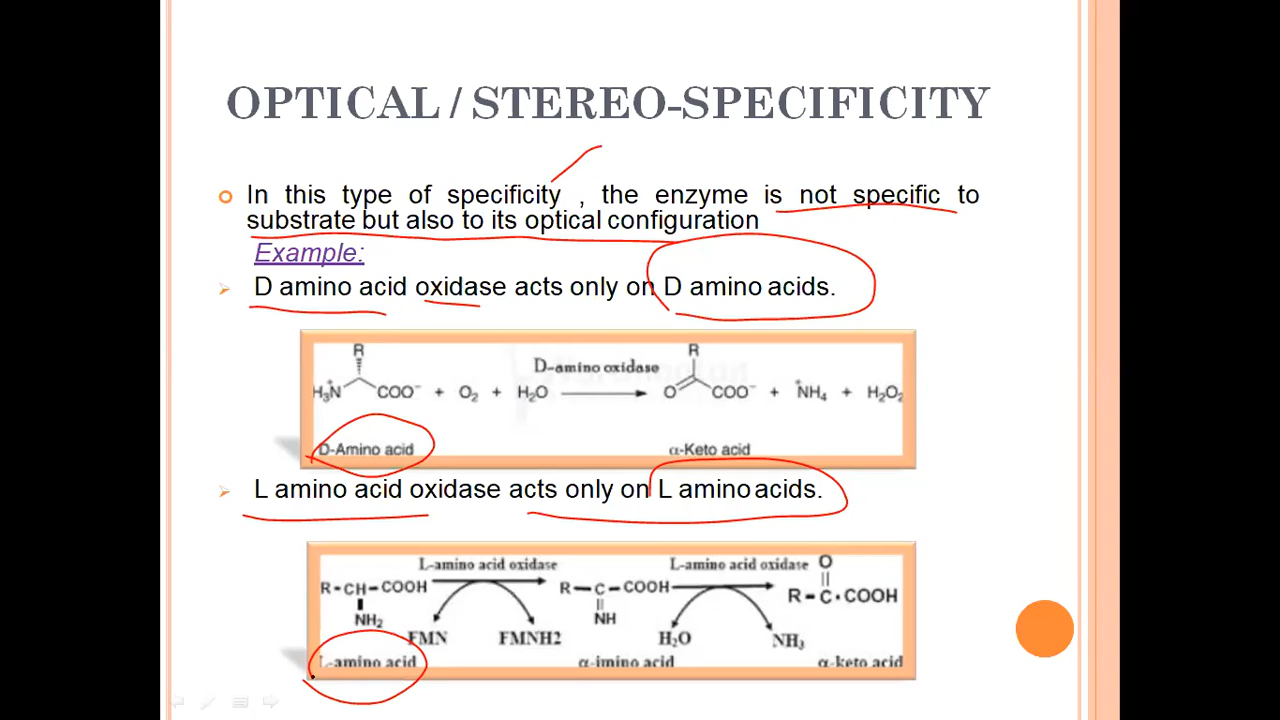 OPTICAL / STEREO-SPECIFICITY
In this type of specificity , the enzyme is not specific to
substrate but also to its optical configuration
Example:
D amino acid oxidase acts only on D amino acids.
R D-amino oxidase R
H₃N⁺ COO⁻ + O₂ + H₂O O COO⁻ + ⁺NH₄ + H₂O₂
D-Amino acid α-Keto acid
L amino acid oxidase acts only on L amino acids.
L-amino acid oxidase L-amino acid oxidase O
R-CH-COOH R-C-COOH R-C·COOH
NH₂ NH
FMN FMNH2 H₂O NH₃
L-amino acid α-imino acid α-keto acid